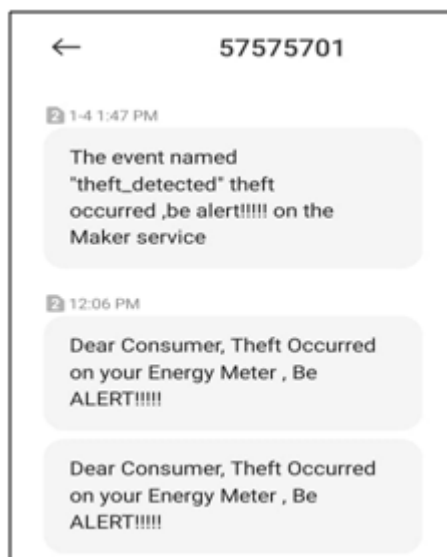 57575701
2 1-4 1:47 PM
The event named
"theft_detected" theft
occurred ,be alert!!!!! on the
Maker service
2 12:06 PM
Dear Consumer, Theft Occurred
on your Energy Meter , Be
ALERT!!!!!
Dear Consumer, Theft Occurred
on your Energy Meter , Be
ALERT!!!!!